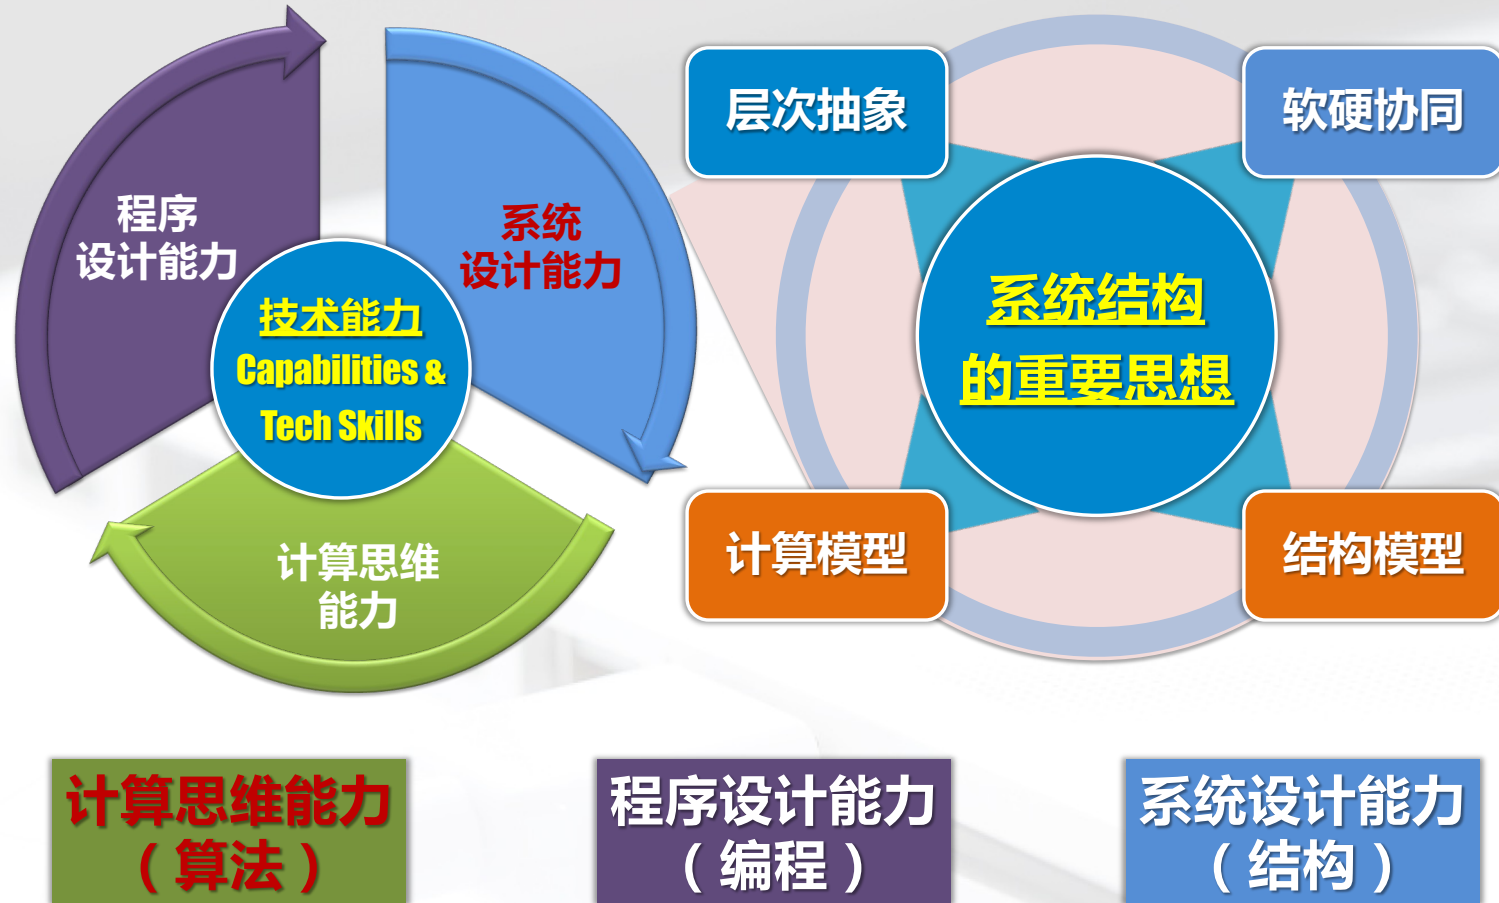 程序
设计能力
系统
设计能力
技术能力
Capabilities &
Tech Skills
计算思维
能力
层次抽象
软硬协同
系统结构
的重要思想
计算模型
结构模型
计算思维能力
（算法）
程序设计能力
（编程）
系统设计能力
（结构）